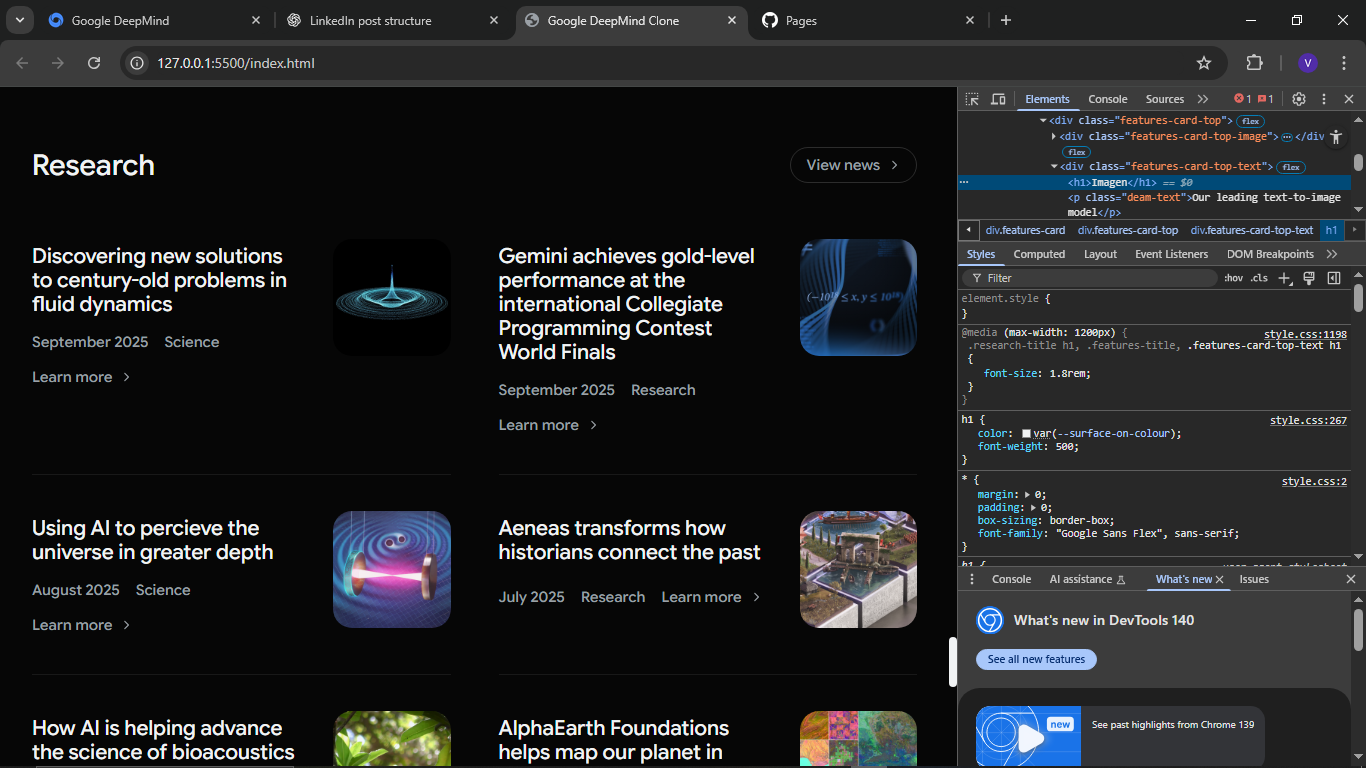 Google DeepMind
LinkedIn post structure
Google DeepMind Clone
Pages
127.0.0.1:5500/index.html
V
Research
View news
Discovering new solutions
to century-old problems in
fluid dynamics
September 2025 Science
Learn more
Gemini achieves gold-level
performance at the
international Collegiate
Programming Contest
World Finals
September 2025 Research
Learn more
Using AI to percieve the
universe in greater depth
August 2025 Science
Learn more
Aeneas transforms how
historians connect the past
July 2025 Research Learn more
How AI is helping advance
the science of bioacoustics
AlphaEarth Foundations
helps map our planet in
Elements Console Sources 1 1
<div class="features-card-top"> flex
<div class="features-card-top-image"> </div>
flex
<div class="features-card-top-text"> flex
<h1>Imagen</h1> == $0
<p class="deam-text">Our leading text-to-image
model</p>
div.features-card div.features-card-top div.features-card-top-text h1
Styles Computed Layout Event Listeners DOM Breakpoints
Filter :hov .cls
element.style {
}
@media (max-width: 1200px) { style.css:1198
.research-title h1, .features-title, .features-card-top-text h1
{
font-size: 1.8rem;
}
}
h1 { style.css:267
color: var(--surface-on-colour);
font-weight: 500;
}
* { style.css:2
margin: 0;
padding: 0;
box-sizing: border-box;
font-family: "Google Sans Flex", sans-serif;
}
Console AI assistance What's new Issues
What's new in DevTools 140
See all new features
new
See past highlights from Chrome 139